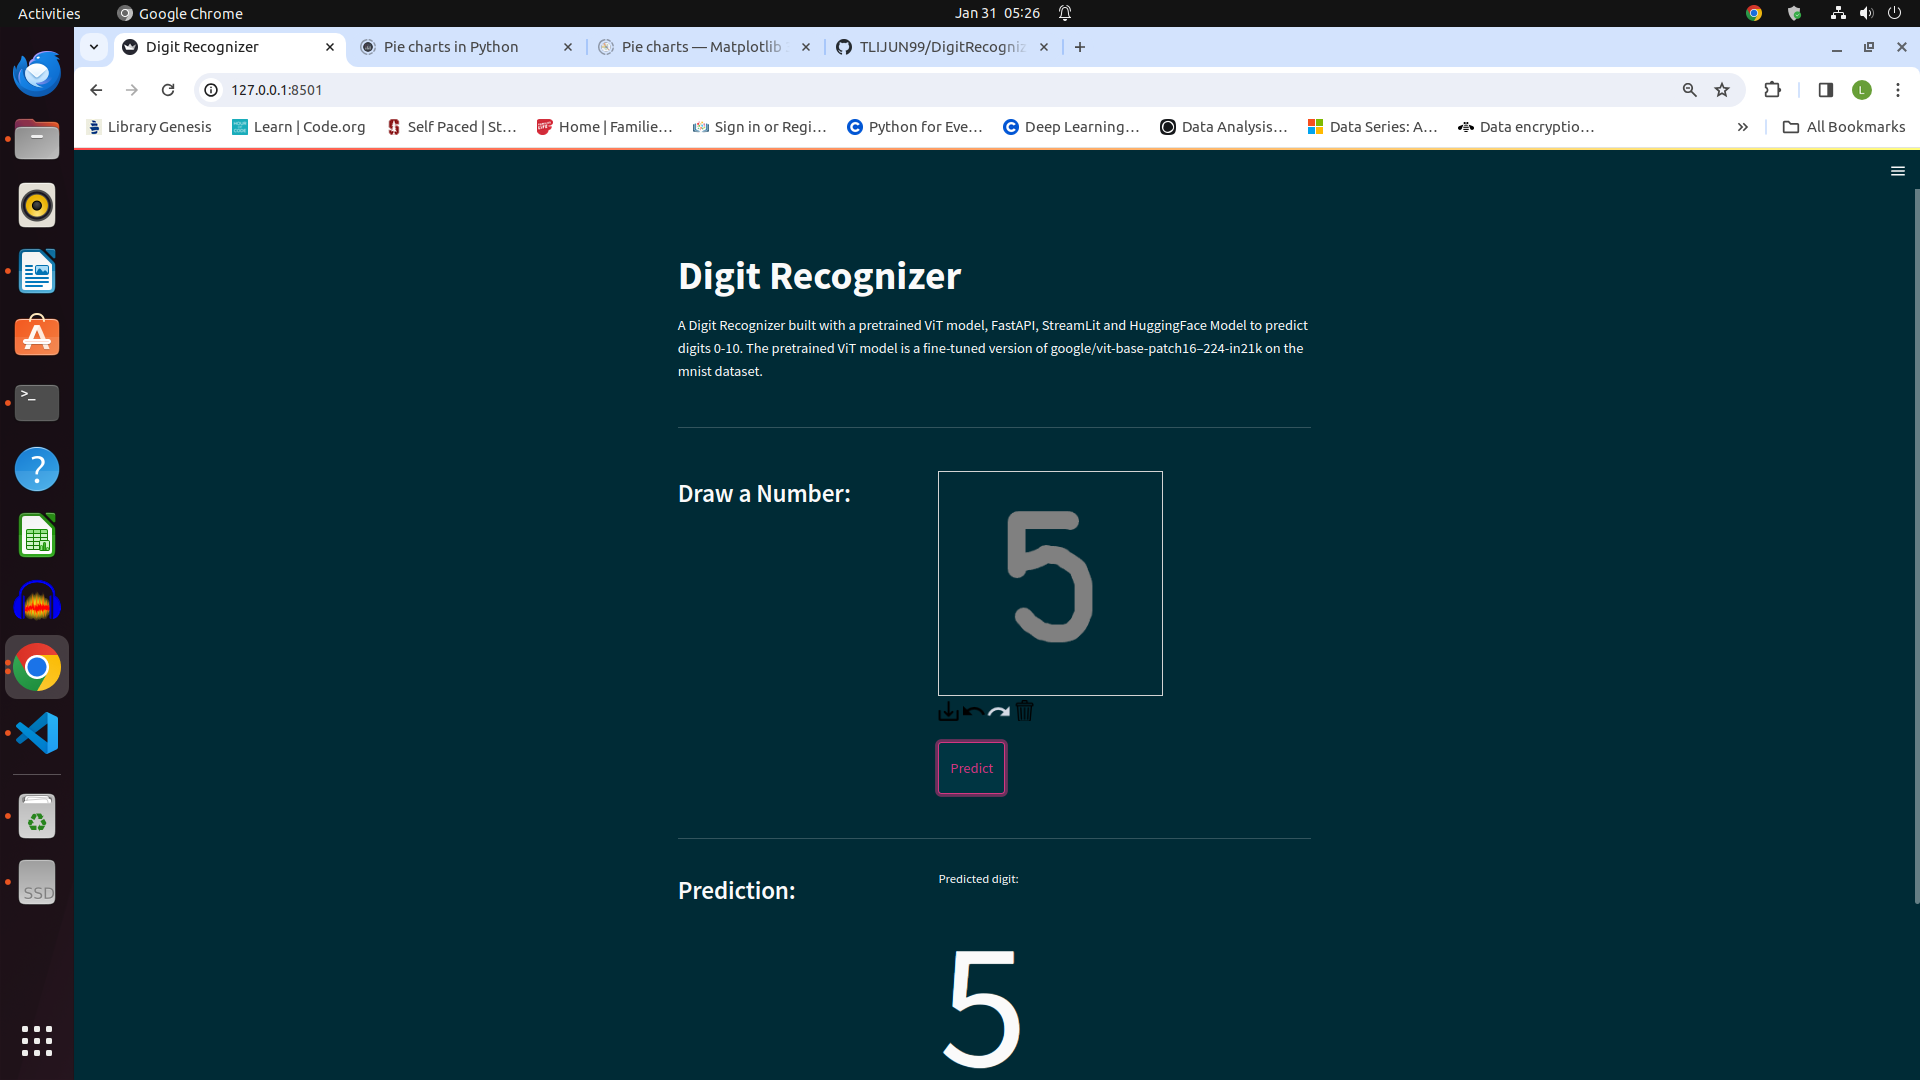 Activities
Google Chrome
Jan 31 05:26
Digit Recognizer
Pie charts in Python
Pie charts — Matplotlib
TLIJUN99/DigitRecogniz
127.0.0.1:8501
L
Library Genesis
Learn | Code.org
Self Paced | St…
Home | Familie…
Sign in or Regi…
Python for Eve…
Deep Learning…
Data Analysis…
Data Series: A…
Data encryptio…
All Bookmarks
Digit Recognizer
A Digit Recognizer built with a pretrained ViT model, FastAPI, StreamLit and HuggingFace Model to predict
digits 0-10. The pretrained ViT model is a fine-tuned version of google/vit-base-patch16–224-in21k on the
mnist dataset.
Draw a Number:
5
Predict
Prediction:
Predicted digit:
5
SSD